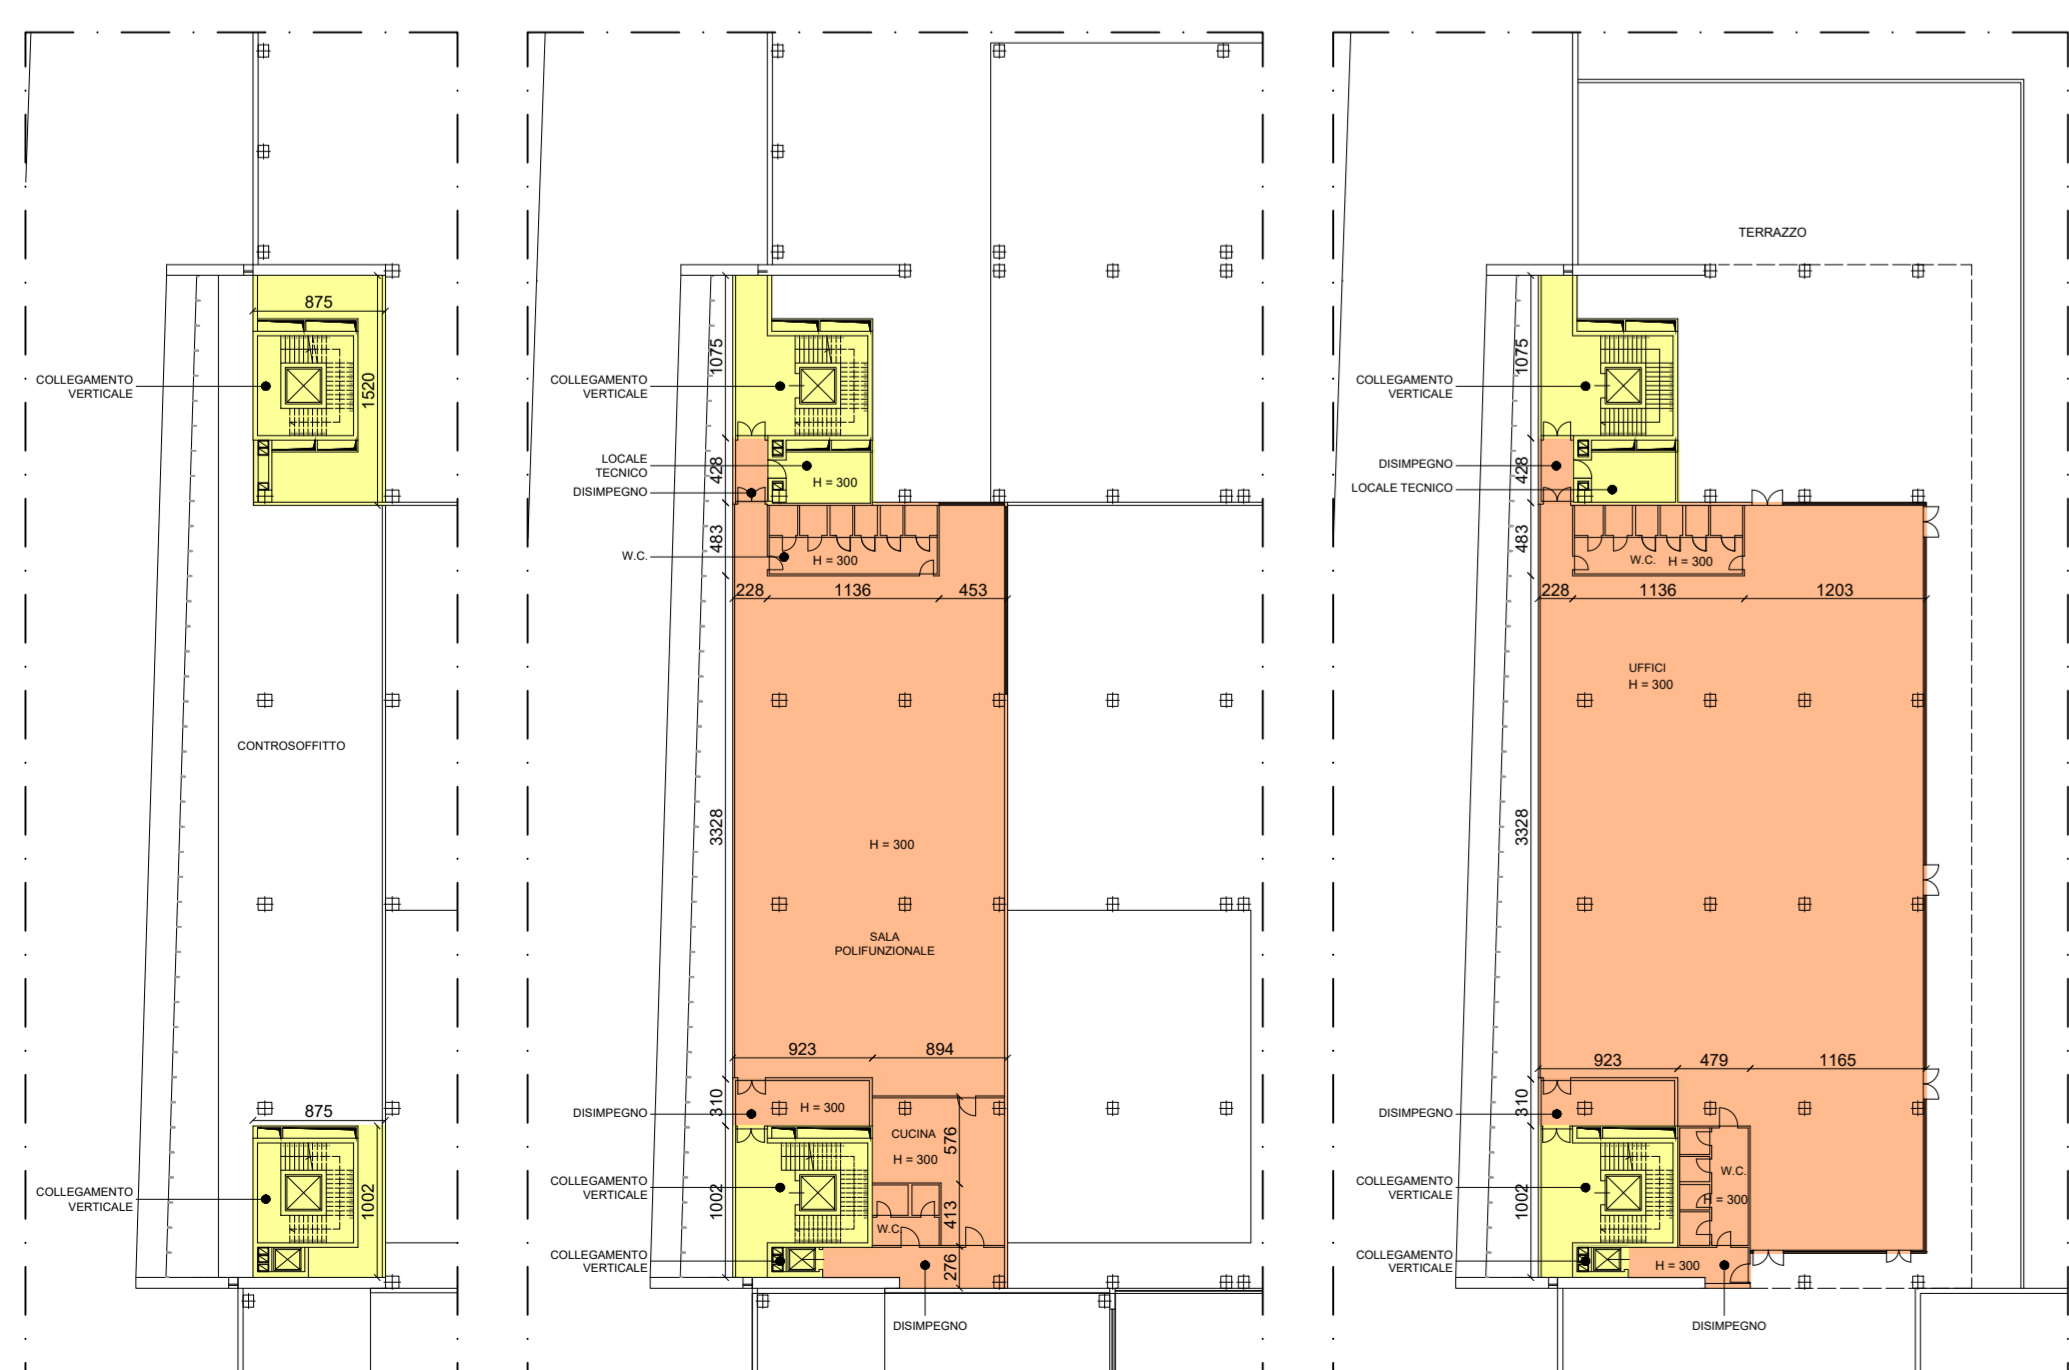 875
COLLEGAMENTO
VERTICALE
1520
CONTROSOFFITTO
875
COLLEGAMENTO
VERTICALE
1002
1075
COLLEGAMENTO
VERTICALE
LOCALE
TECNICO
428
H = 300
DISIMPEGNO
483
W.C.
H = 300
228
1136
453
3328
H = 300
SALA
POLIFUNZIONALE
923
894
310
DISIMPEGNO
H = 300
CUCINA
576
H = 300
COLLEGAMENTO
VERTICALE
1002
413
W.C.
COLLEGAMENTO
VERTICALE
276
DISIMPEGNO
TERRAZZO
1075
COLLEGAMENTO
VERTICALE
DISIMPEGNO
428
LOCALE TECNICO
483
W.C.
H = 300
228
1136
1203
UFFICI
H = 300
3328
923
479
1165
310
DISIMPEGNO
W.C.
COLLEGAMENTO
VERTICALE
1002
H = 300
COLLEGAMENTO
VERTICALE
H = 300
DISIMPEGNO